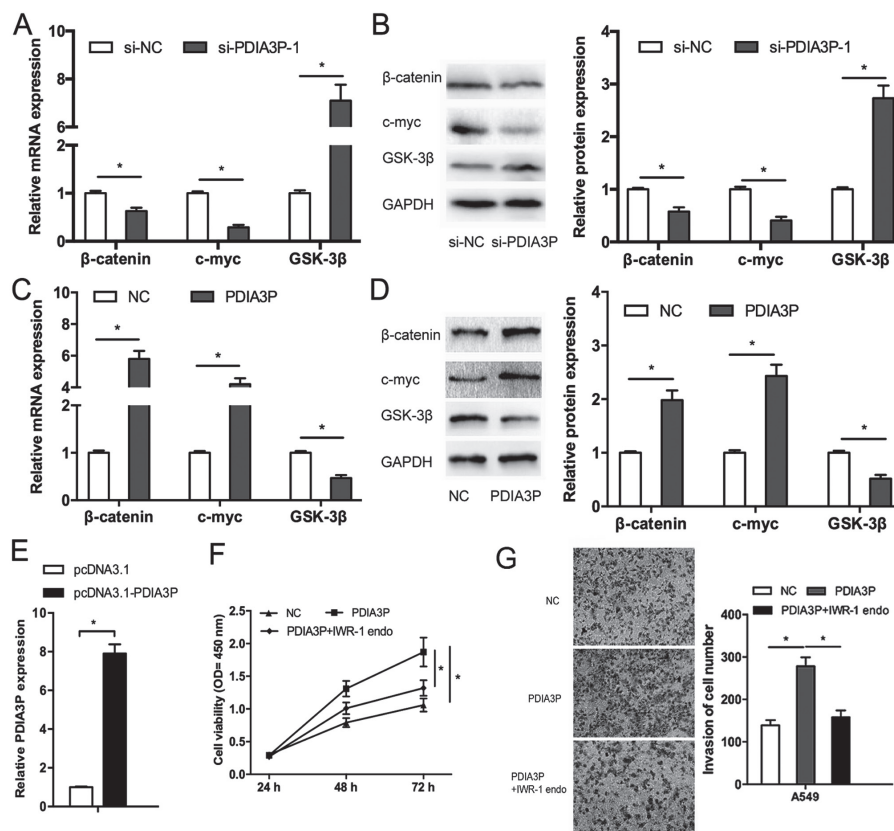 A
si-NC si-PDIA3P-1
Relative mRNA expression
10
8
6
2
1
0
*
*
*
β-catenin c-myc GSK-3β
B
β-catenin
c-myc
GSK-3β
GAPDH
si-NC si-PDIA3P
si-NC si-PDIA3P-1
Relative protein expression
4
3
2
1
0
*
*
*
β-catenin c-myc GSK-3β
C
NC PDIA3P
Relative mRNA expression
10
8
6
4
2
1
0
*
*
*
β-catenin c-myc GSK-3β
D
β-catenin
c-myc
GSK-3β
GAPDH
NC PDIA3P
NC PDIA3P
Relative protein expression
4
3
2
1
0
*
*
*
β-catenin c-myc GSK-3β
E
pcDNA3.1
pcDNA3.1-PDIA3P
Relative PDIA3P expression
10
8
6
4
2
0
*
F
NC PDIA3P
PDIA3P+IWR-1 endo
Cell viability (OD= 450 nm)
2.5
2.0
1.5
1.0
0.5
0.0
*
*
24 h 48 h 72 h
G
NC
PDIA3P
PDIA3P
+IWR-1 endo
NC PDIA3P
PDIA3P+IWR-1 endo
Invasion of cell number
400
300
200
100
0
*
*
A549